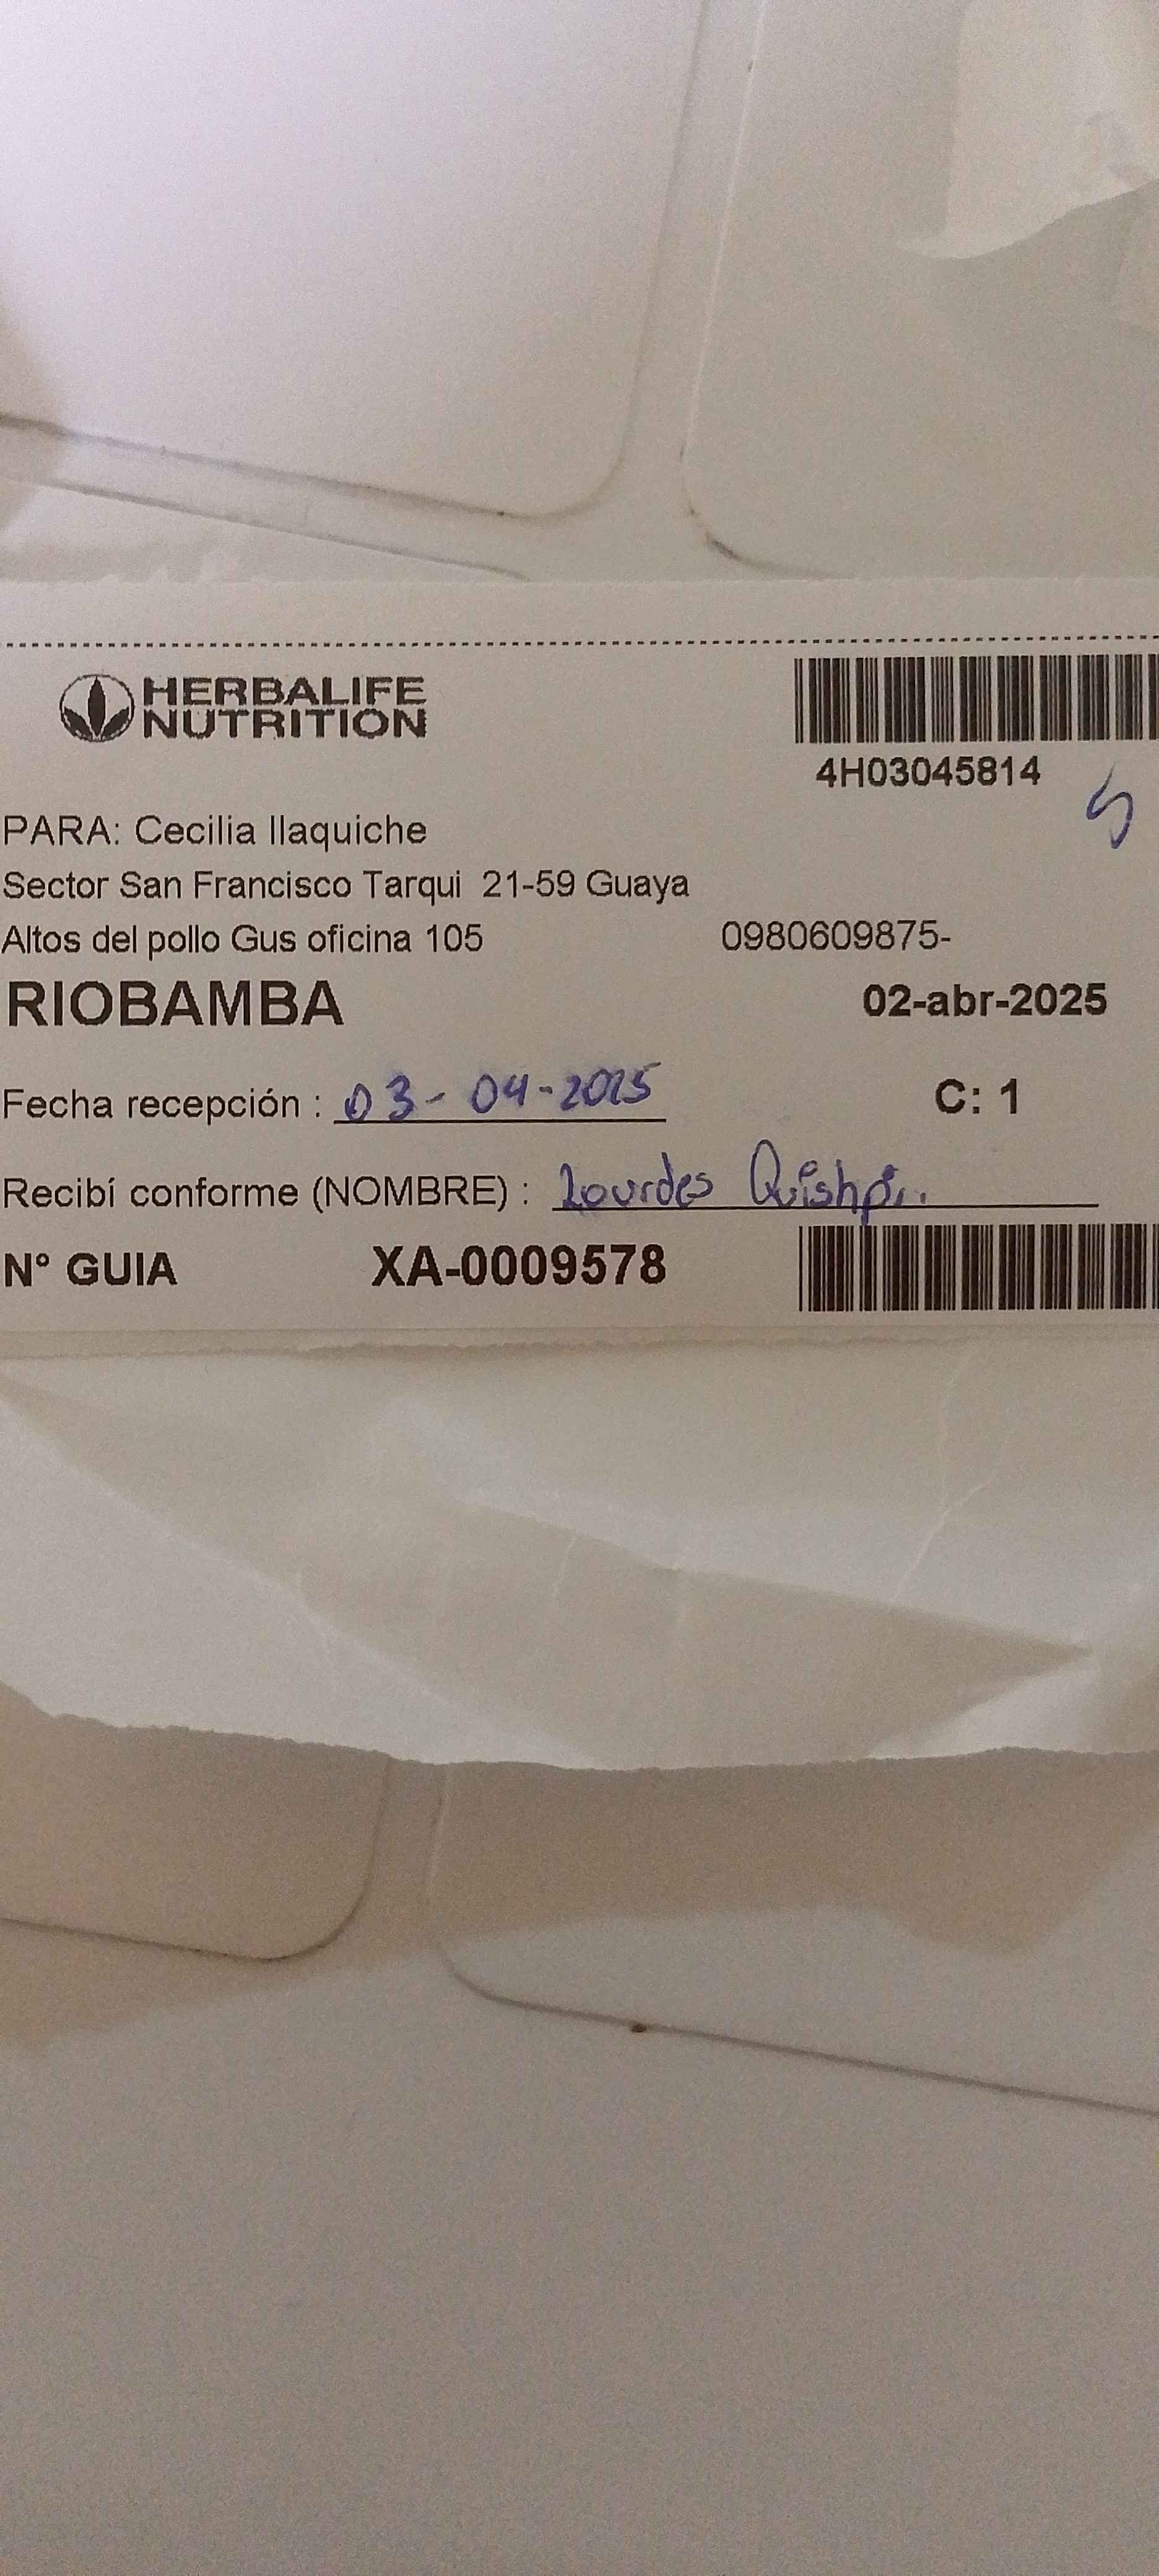 HERBALIFE
NUTRITION
4H03045814
PARA: Cecilia llaquiche
Sector San Francisco Tarqui 21-59 Guaya
Altos del pollo Gus oficina 105 0980609875-
RIOBAMBA 02-abr-2025
Fecha recepción : 03-04-2025 C: 1
Recibí conforme (NOMBRE) : Lourdes
N° GUIA XA-0009578